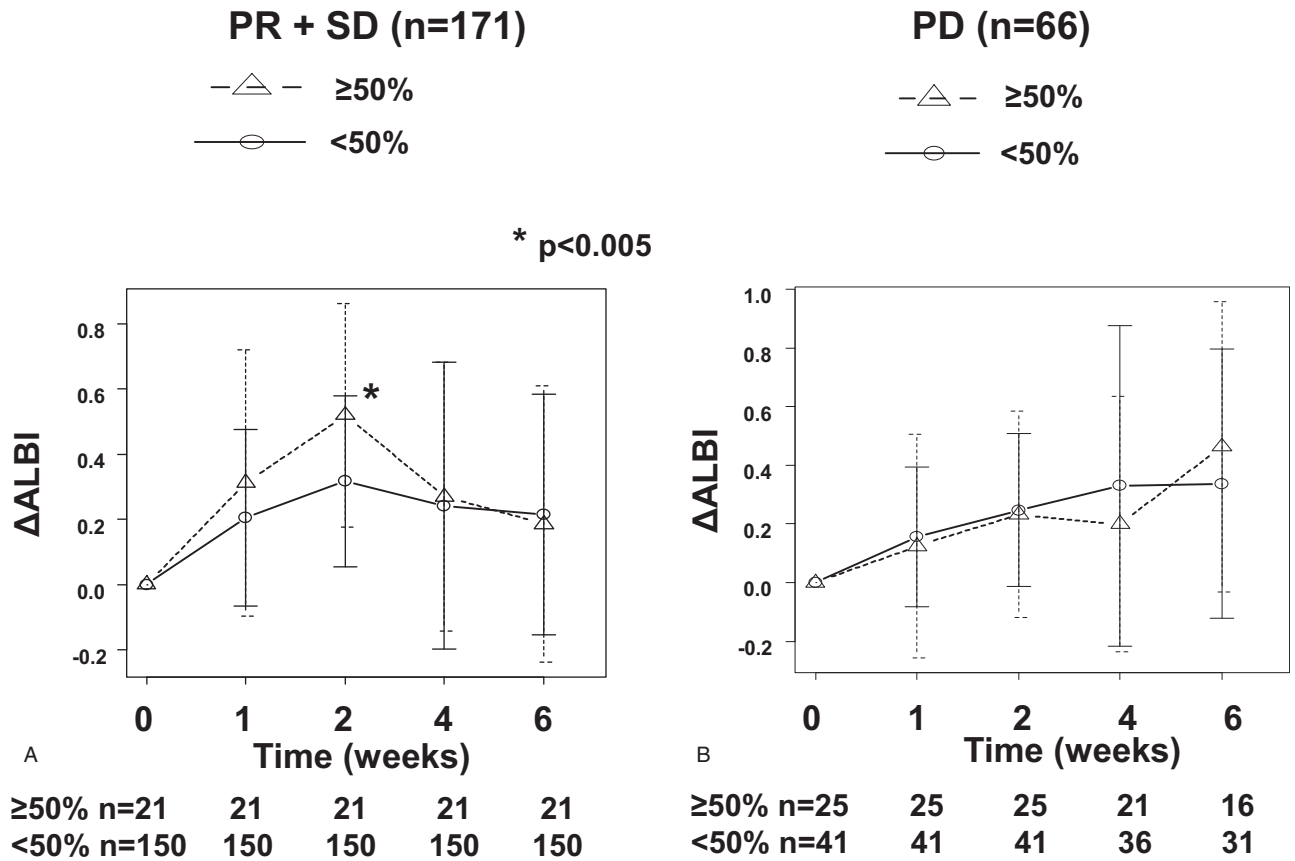 PR + SD (n=171)
≥50%
<50%
* p<0.005
ΔALBI
0.8
0.6
0.4
0.2
0.0
-0.2
*
0 1 2 4 6
Time (weeks)
A
≥50% n=21 21 21 21 21
<50% n=150 150 150 150 150
PD (n=66)
≥50%
<50%
ΔALBI
1.0
0.8
0.6
0.4
0.2
0.0
-0.2
0 1 2 4 6
Time (weeks)
B
≥50% n=25 25 25 21 16
<50% n=41 41 41 36 31